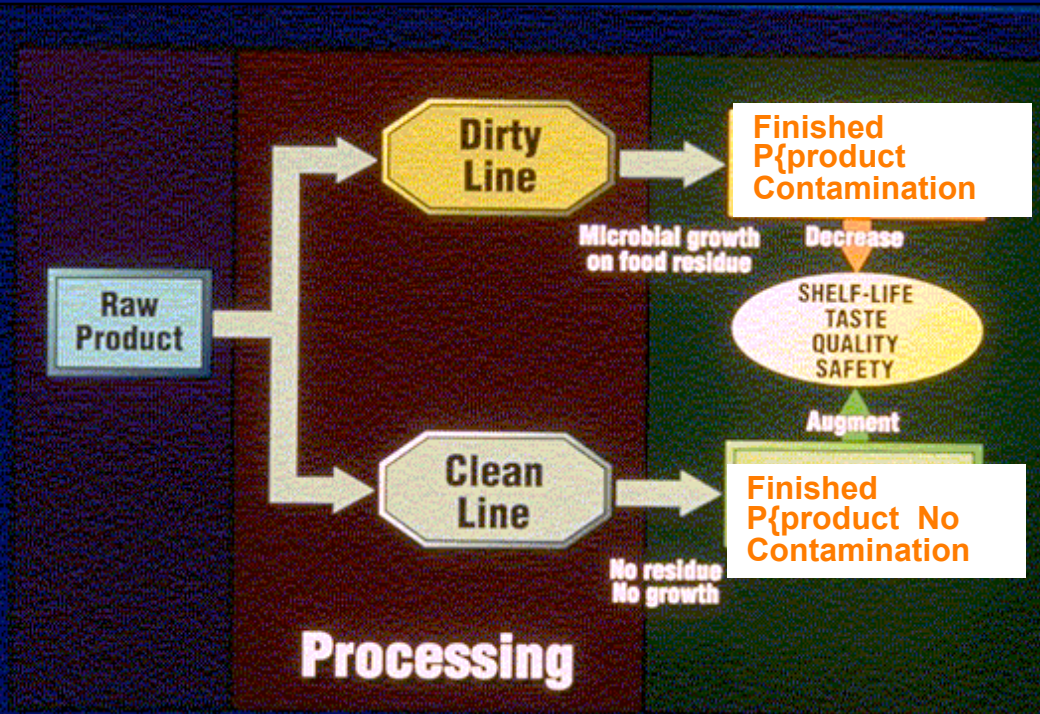 Raw
Product
Dirty
Line
Microbial growth
on food residue
Finished
P{product
Contamination
Decrease
SHELF-LIFE
TASTE
QUALITY
SAFETY
Augment
Clean
Line
No residue
No growth
Finished
P{product No
Contamination
Processing